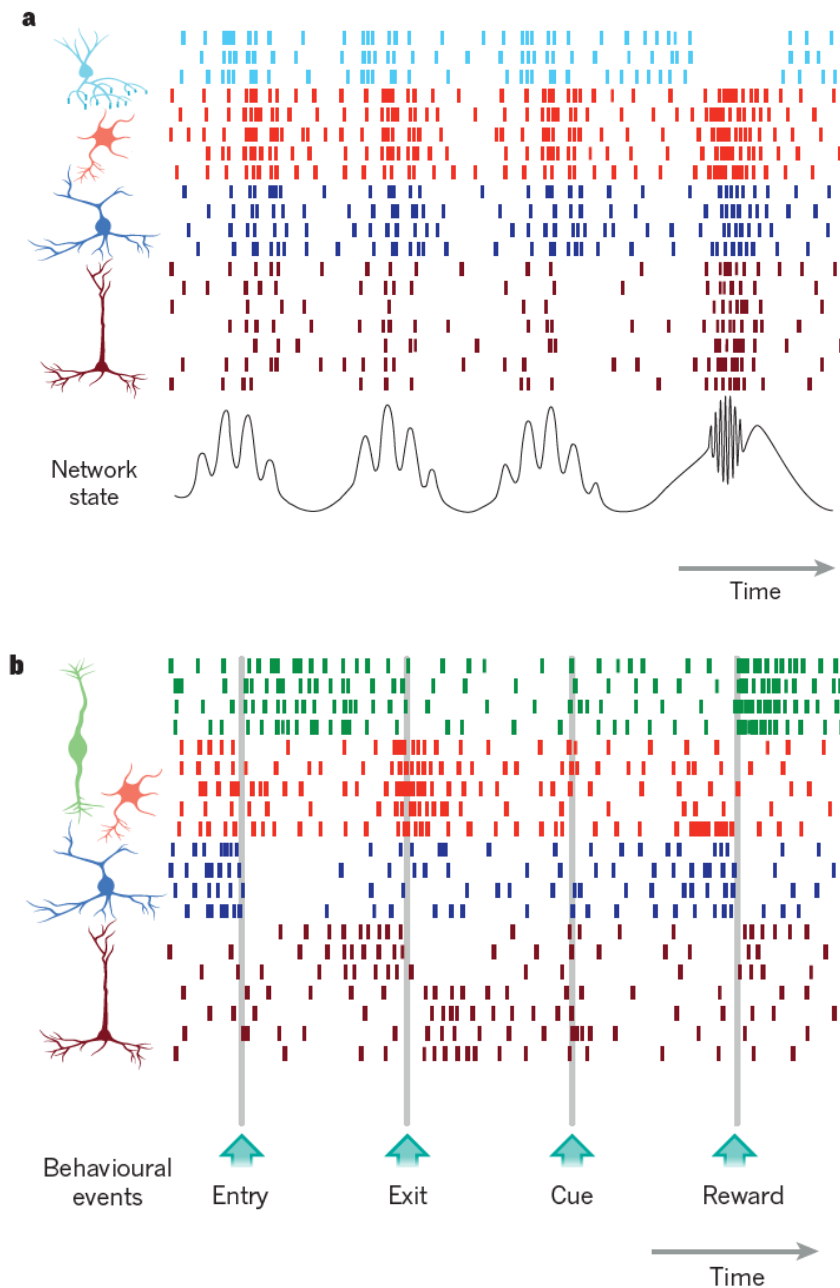 a
Network
state
Time
b
Behavioural
events
Entry
Exit
Cue
Reward
Time